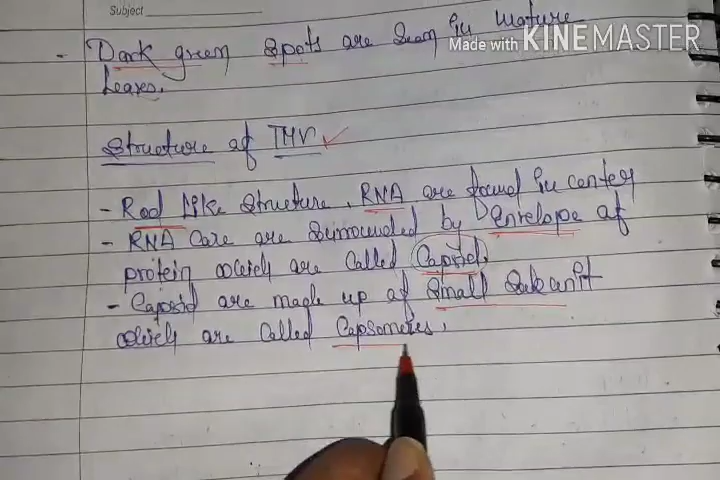 Subject
Made with KINEMASTER
- Dark green spots are seen in mature
leaves.
Structure of TMV
- Rod like structure, RNA are found in center
- RNA Core are surrounded by envelope of
protein which are called Capsid.
- Capsid are made up of small subunit
which are called Capsomeres.